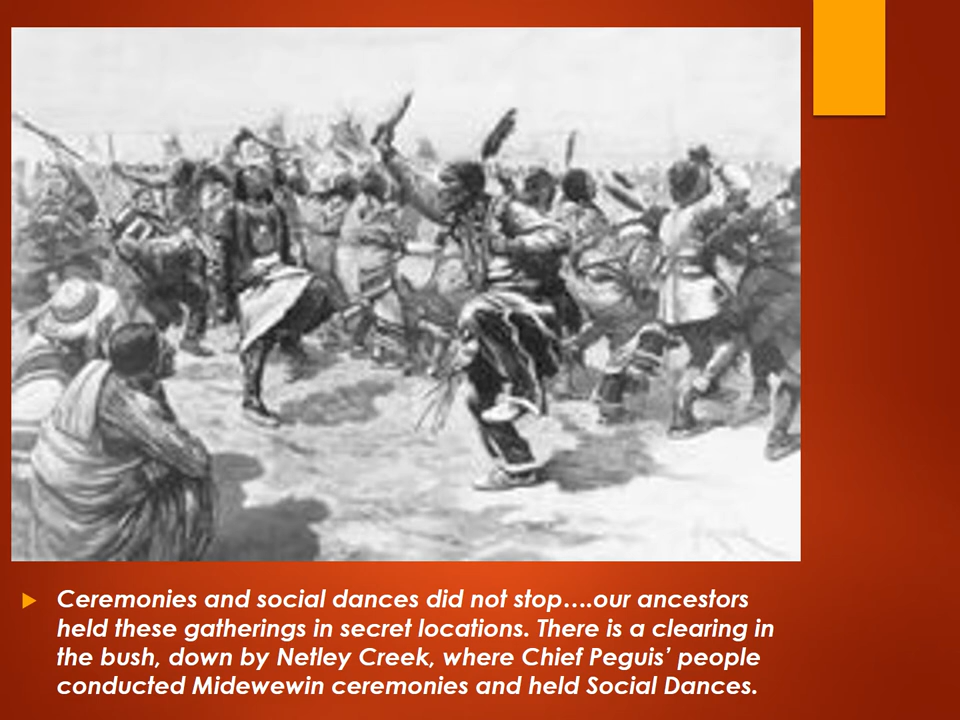 Ceremonies and social dances did not stop….our ancestors
held these gatherings in secret locations. There is a clearing in
the bush, down by Netley Creek, where Chief Peguis’ people
conducted Midewewin ceremonies and held Social Dances.